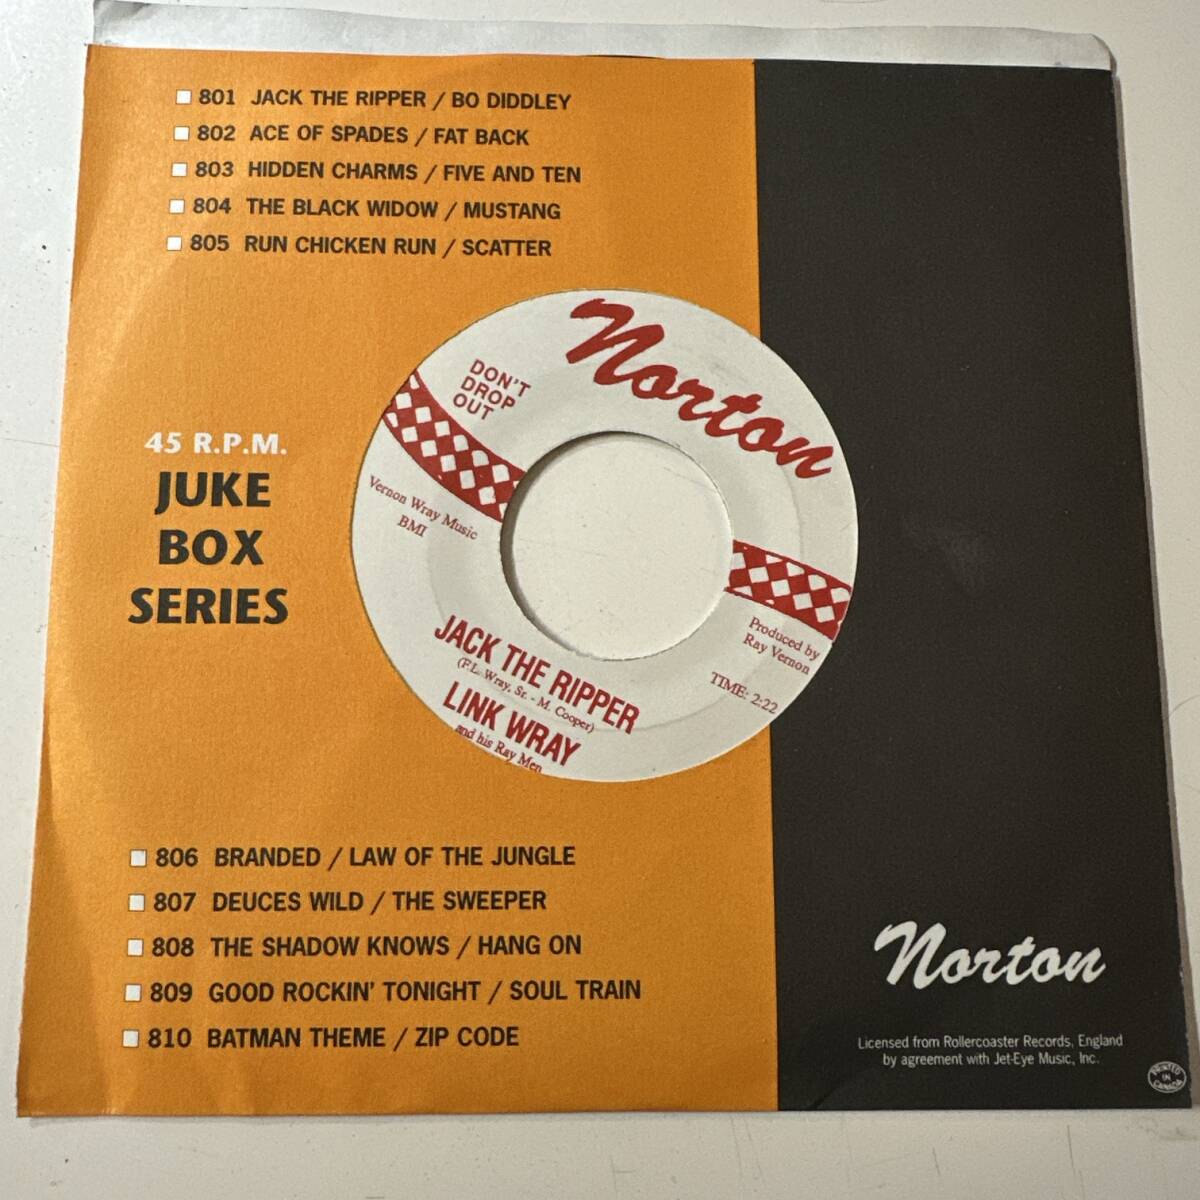 801 JACK THE RIPPER / BO DIDDLEY
802 ACE OF SPADES / FAT BACK
803 HIDDEN CHARMS / FIVE AND TEN
804 THE BLACK WIDOW / MUSTANG
805 RUN CHICKEN RUN / SCATTER
45 R.P.M.
JUKE
BOX
SERIES
Norton
DON'T
DROP
OUT
Vernon Wray Music
BMI
Produced by
Ray Vernon
TIME: 2:22
JACK THE RIPPER
(F.L. Wray, Sr. - M. Cooper)
LINK WRAY
and his Ray Men
806 BRANDED / LAW OF THE JUNGLE
807 DEUCES WILD / THE SWEEPER
808 THE SHADOW KNOWS / HANG ON
809 GOOD ROCKIN' TONIGHT / SOUL TRAIN
810 BATMAN THEME / ZIP CODE
Norton
Licensed from Rollercoaster Records, England
by agreement with Jet-Eye Music, Inc.
PRINTED
IN
CANADA